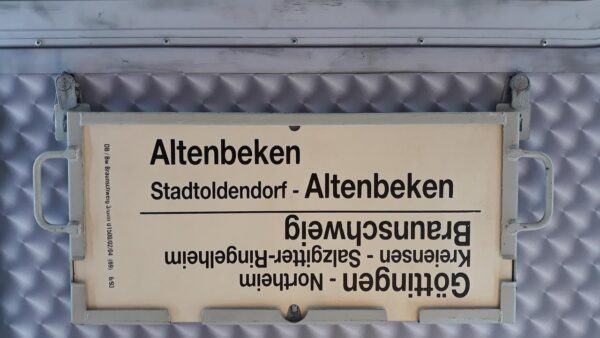 Altenbeken
Stadtoldendorf - Altenbeken
Göttingen - Northeim
Kreiensen - Salzgitter-Ringelheim
Braunschweig